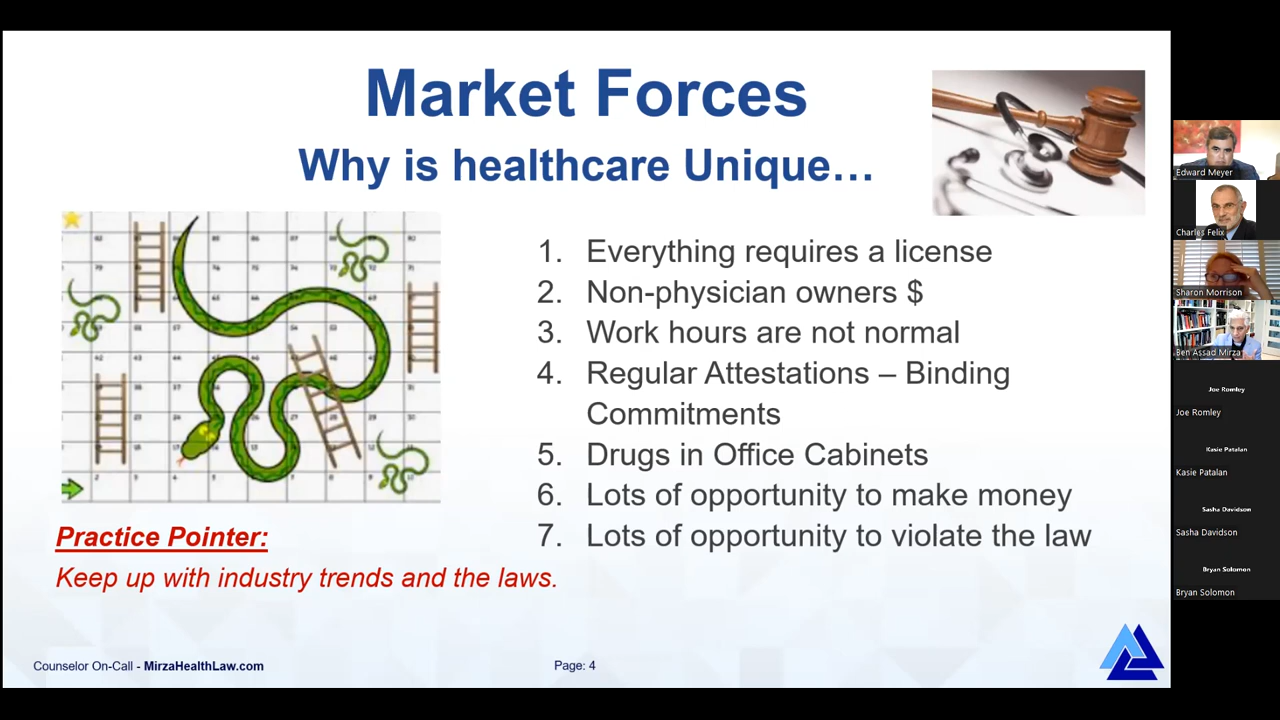 Market Forces
Why is healthcare Unique…
1. Everything requires a license
2. Non-physician owners $
3. Work hours are not normal
4. Regular Attestations – Binding
Commitments
5. Drugs in Office Cabinets
6. Lots of opportunity to make money
7. Lots of opportunity to violate the law
Practice Pointer:
Keep up with industry trends and the laws.
Counselor On-Call - MirzaHealthLaw.com
Page: 4
Edward Meyer
Charles Felix
Sharon Morrison
Ben Assad Mirza
Joe Romley
Joe Romley
Kasie Patalan
Kasie Patalan
Sasha Davidson
Sasha Davidson
Bryan Solomon
Bryan Solomon